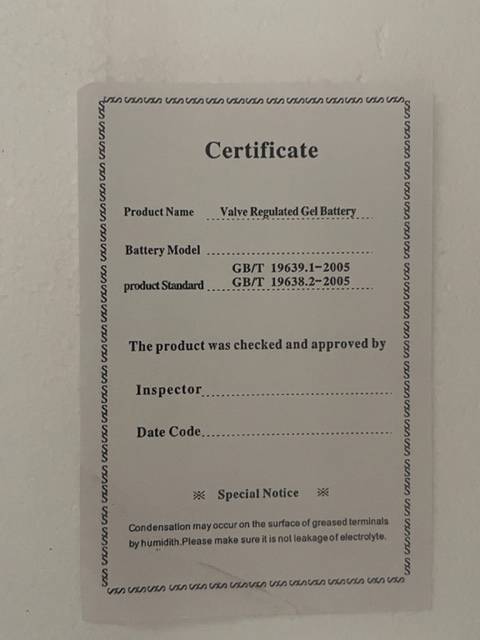 Certificate
Product Name Valve Regulated Gel Battery
Battery Model
GB/T 19639.1-2005
product Standard GB/T 19638.2-2005
The product was checked and approved by
Inspector
Date Code
※ Special Notice ※
Condensation may occur on the surface of greased terminals
by humidith.Please make sure it is not leakage of electrolyte.